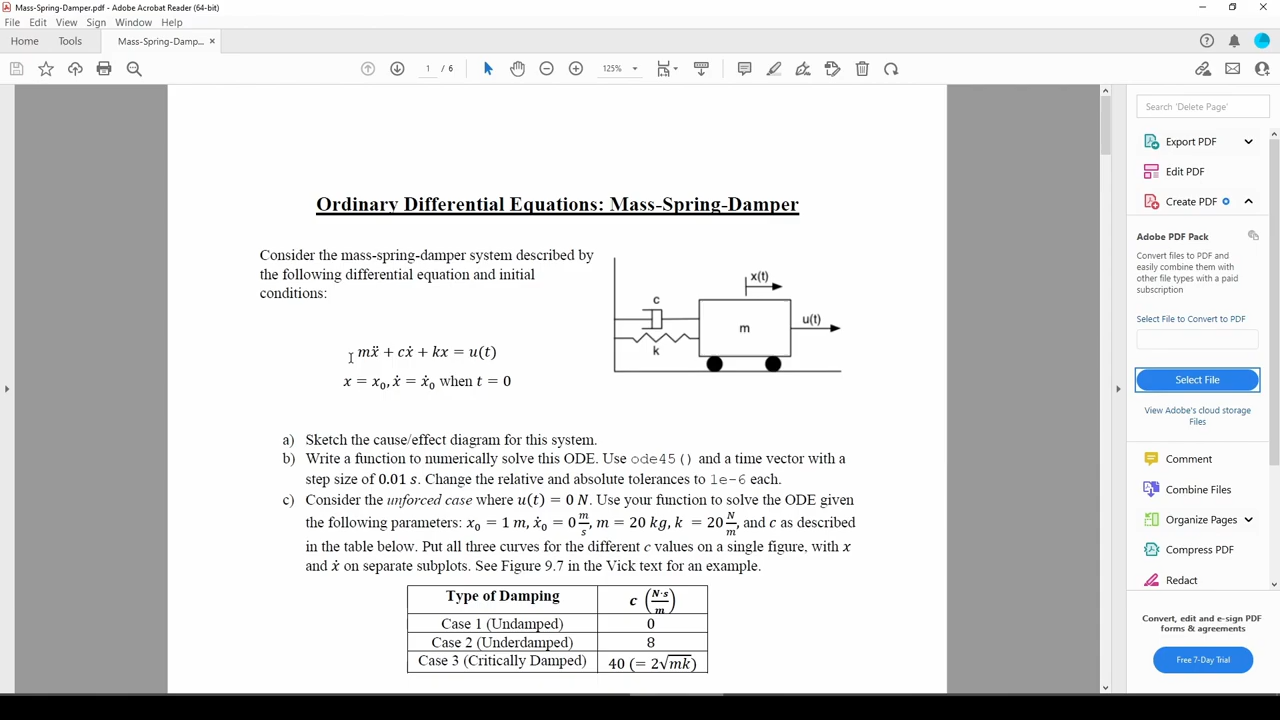 Mass-Spring-Damper.pdf - Adobe Acrobat Reader (64-bit)
File Edit View Sign Window Help
Home Tools Mass-Spring-Damp... ×
1 / 6 125%
Search 'Delete Page'
Export PDF
Edit PDF
Create PDF
Adobe PDF Pack
Convert files to PDF and
easily combine them with
other file types with a paid
subscription
Select File to Convert to PDF
Select File
View Adobe's cloud storage
Files
Comment
Combine Files
Organize Pages
Compress PDF
Redact
Convert, edit and e-sign PDF
forms & agreements
Free 7-Day Trial
Ordinary Differential Equations: Mass-Spring-Damper
Consider the mass-spring-damper system described by
the following differential equation and initial
conditions:
mẍ + cẋ + kx = u(t)
x = x₀, ẋ = ẋ₀ when t = 0
x(t)
c
u(t)
m
k
a) Sketch the cause/effect diagram for this system.
b) Write a function to numerically solve this ODE. Use ode45() and a time vector with a
step size of 0.01 s. Change the relative and absolute tolerances to 1e-6 each.
c) Consider the unforced case where u(t) = 0 N. Use your function to solve the ODE given
the following parameters: x₀ = 1 m, ẋ₀ = 0 m/s, m = 20 kg, k = 20 N/m, and c as described
in the table below. Put all three curves for the different c values on a single figure, with x
and ẋ on separate subplots. See Figure 9.7 in the Vick text for an example.
Type of Damping c (N·s/m)
Case 1 (Undamped) 0
Case 2 (Underdamped) 8
Case 3 (Critically Damped) 40 (= 2√mk)